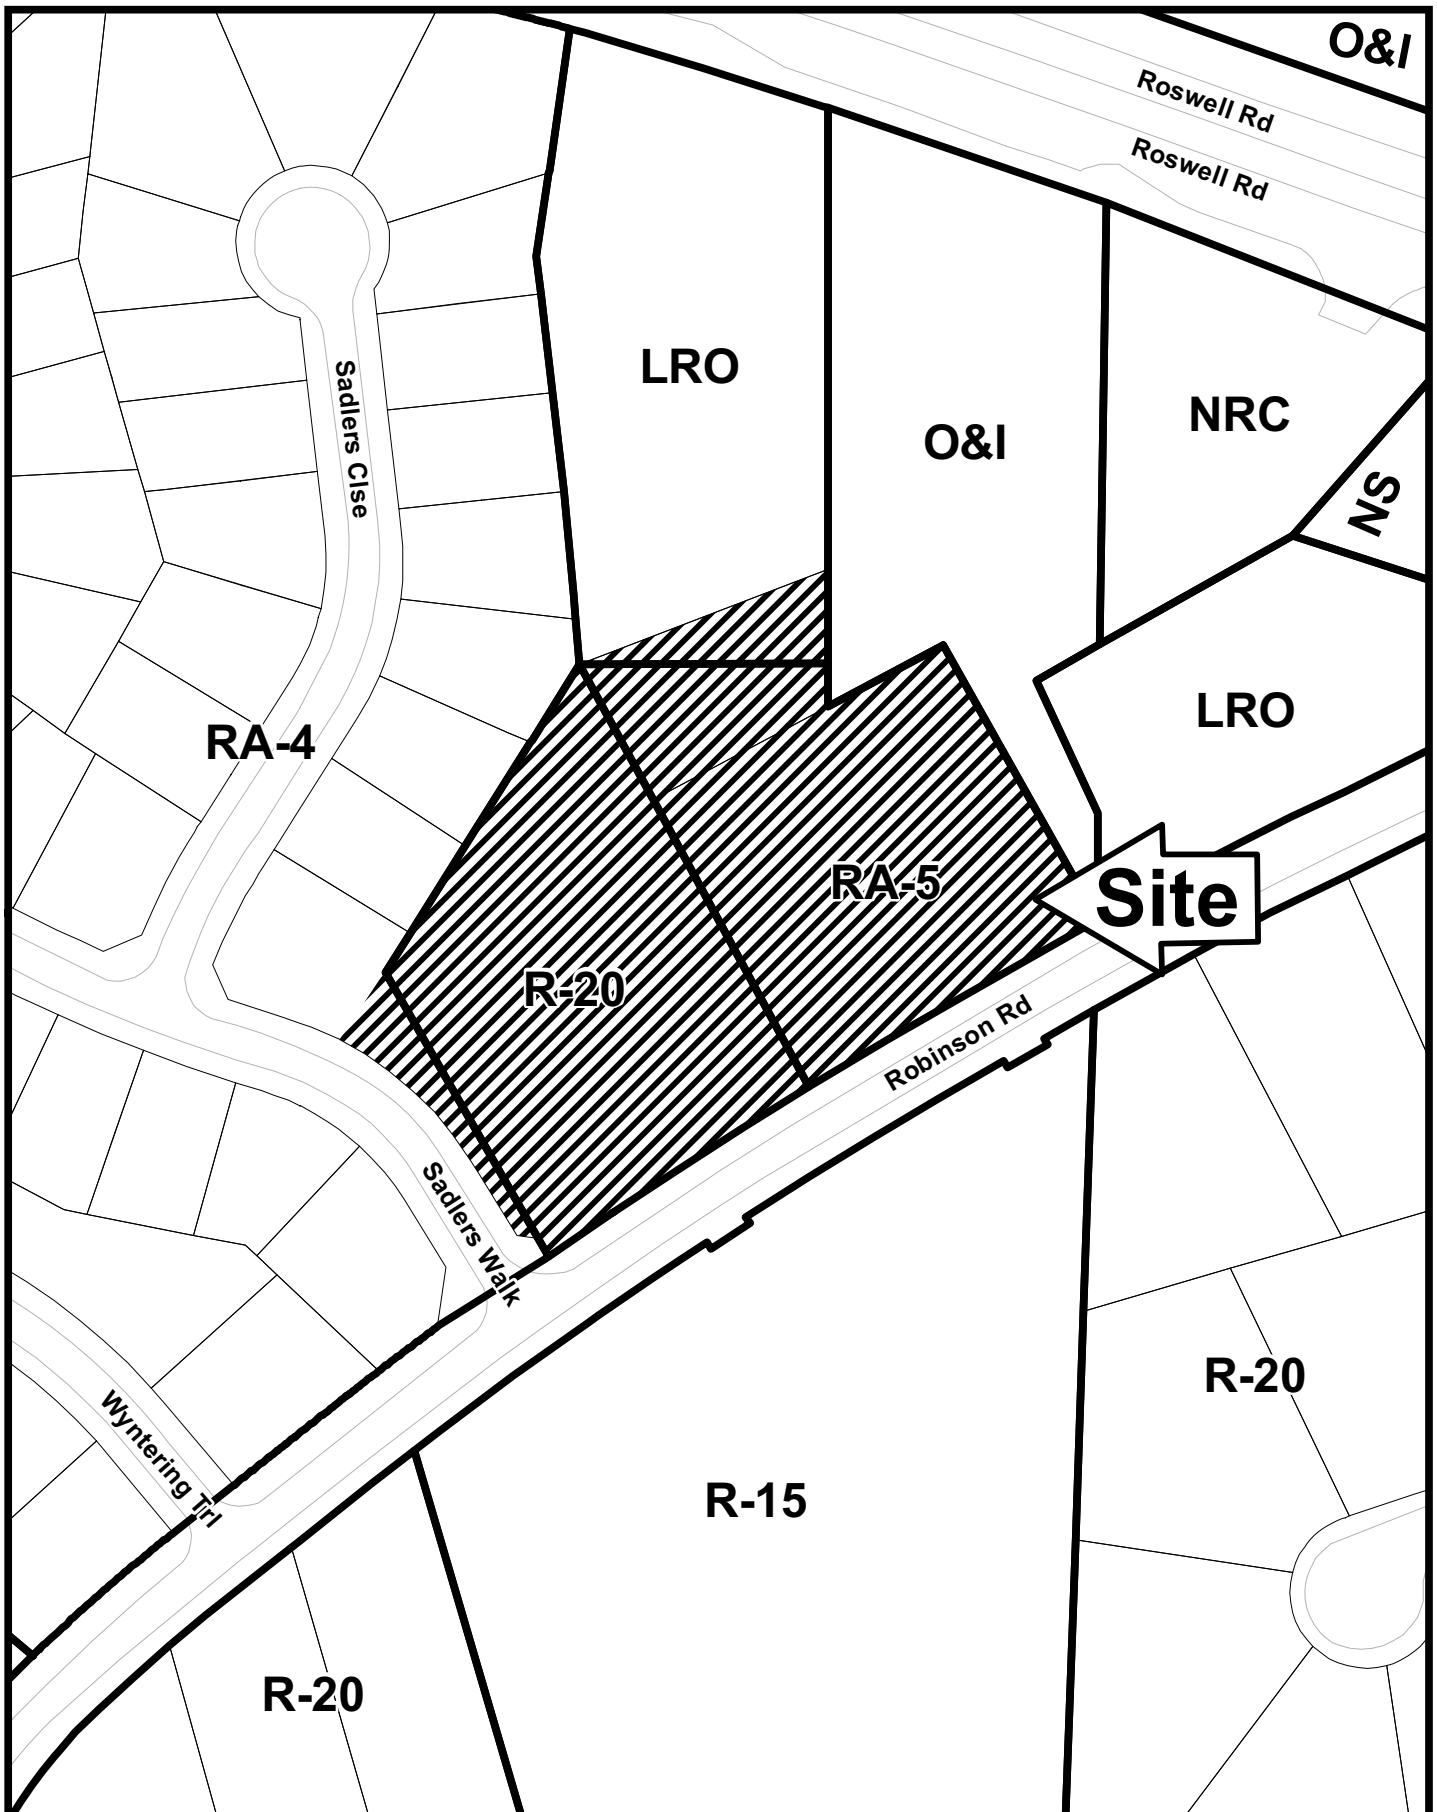 O&I
Roswell Rd
Roswell Rd
LRO
NRC
O&I
Sadlers Clse
NS
LRO
RA-4
RA-5
Site
R-20
Robinson Rd
Sadlers Walk
R-20
Wyntering Trl
R-15
R-20